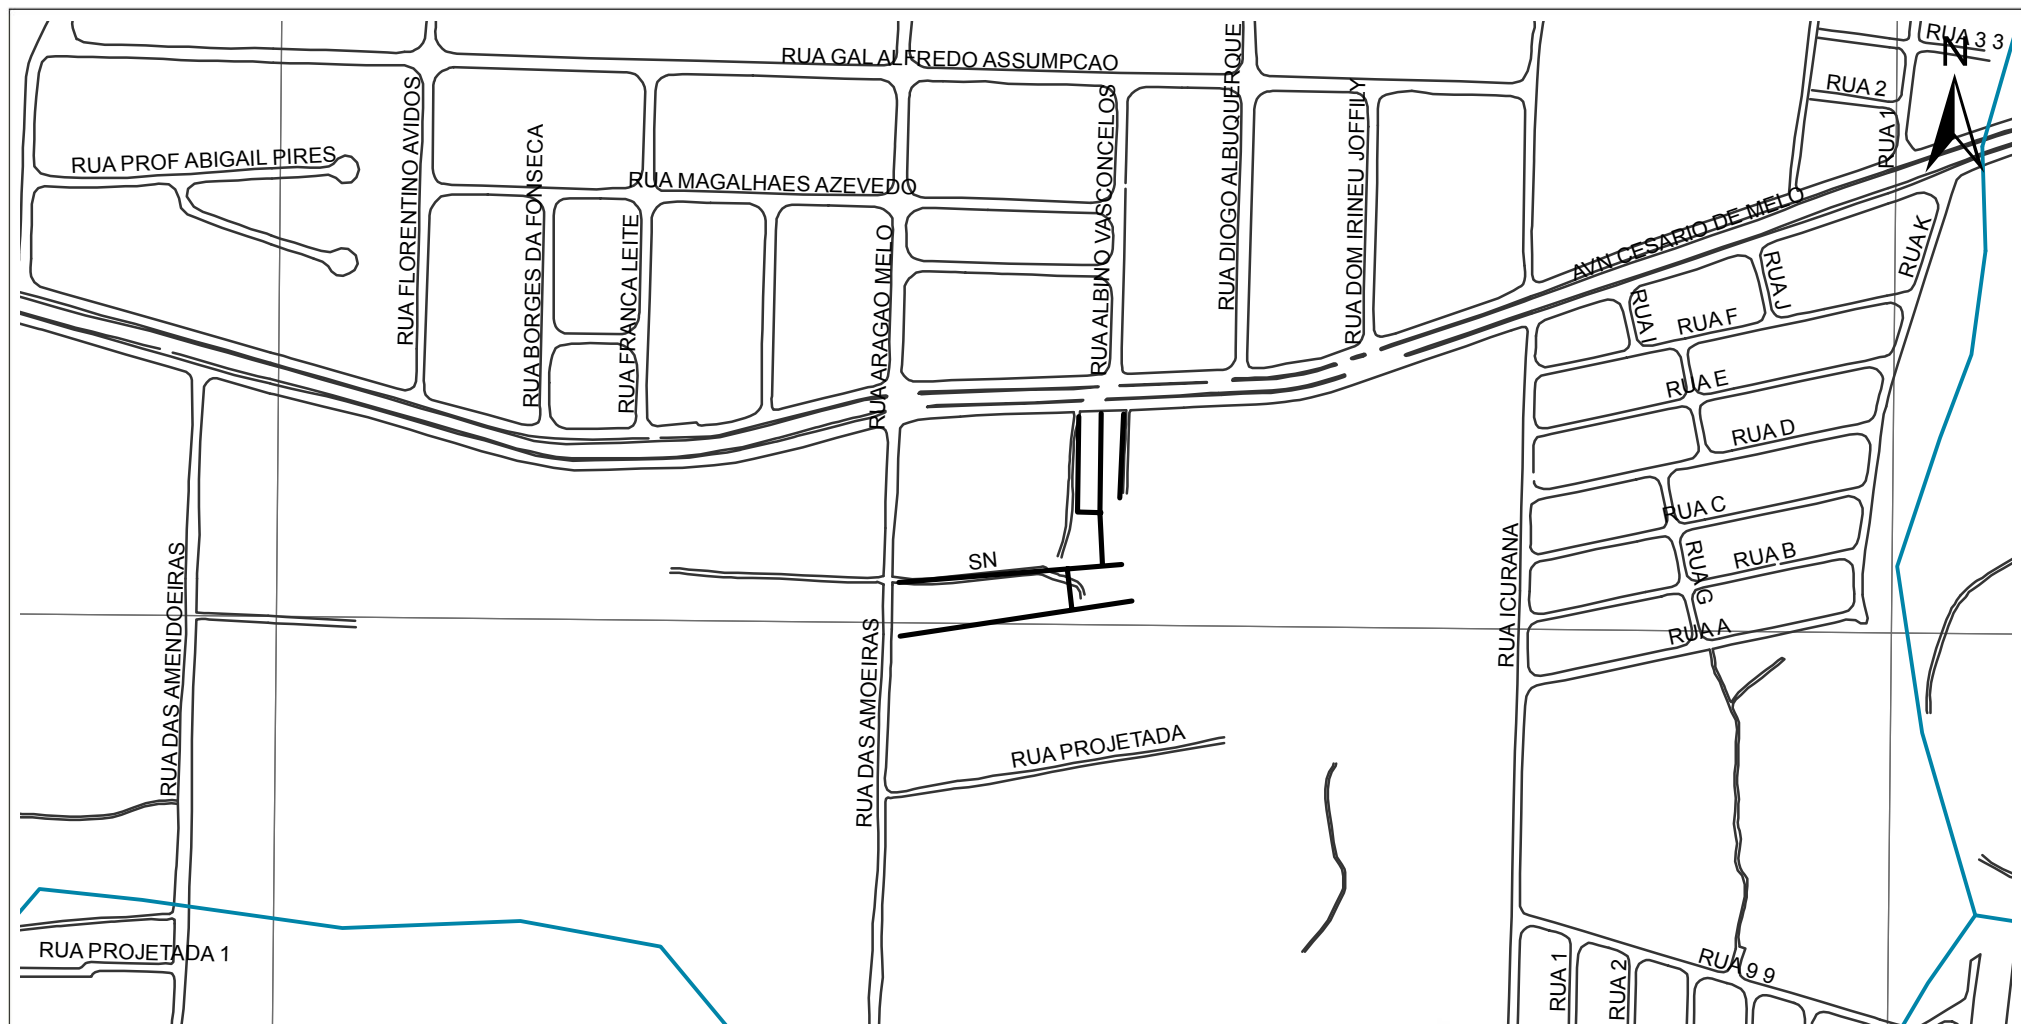 RUA GAL ALFREDO ASSUMPCAO
RUA 3 3
N
RUA 2
RUA 1
RUA PROF ABIGAIL PIRES
RUA FLORENTINO AVIDOS
RUA BORGES DA FONSECA
RUA MAGALHAES AZEVEDO
RUA FRANCA LEITE
RUA ARAGAO MELO
RUA ALBINO VASCONCELOS
RUA DIOGO ALBUQUERQUE
RUA DOM IRINEU JOFFILY
AVN CESARIO DE MELO
RUA K
RUA J
RUA I
RUA F
RUA E
RUA D
RUA C
RUA B
RUA G
RUA A
RUA ICURANA
SN
RUA DAS AMENDOEIRAS
RUA DAS AMOEIRAS
RUA PROJETADA
RUA PROJETADA 1
RUA 1
RUA 2
RUA 9 9